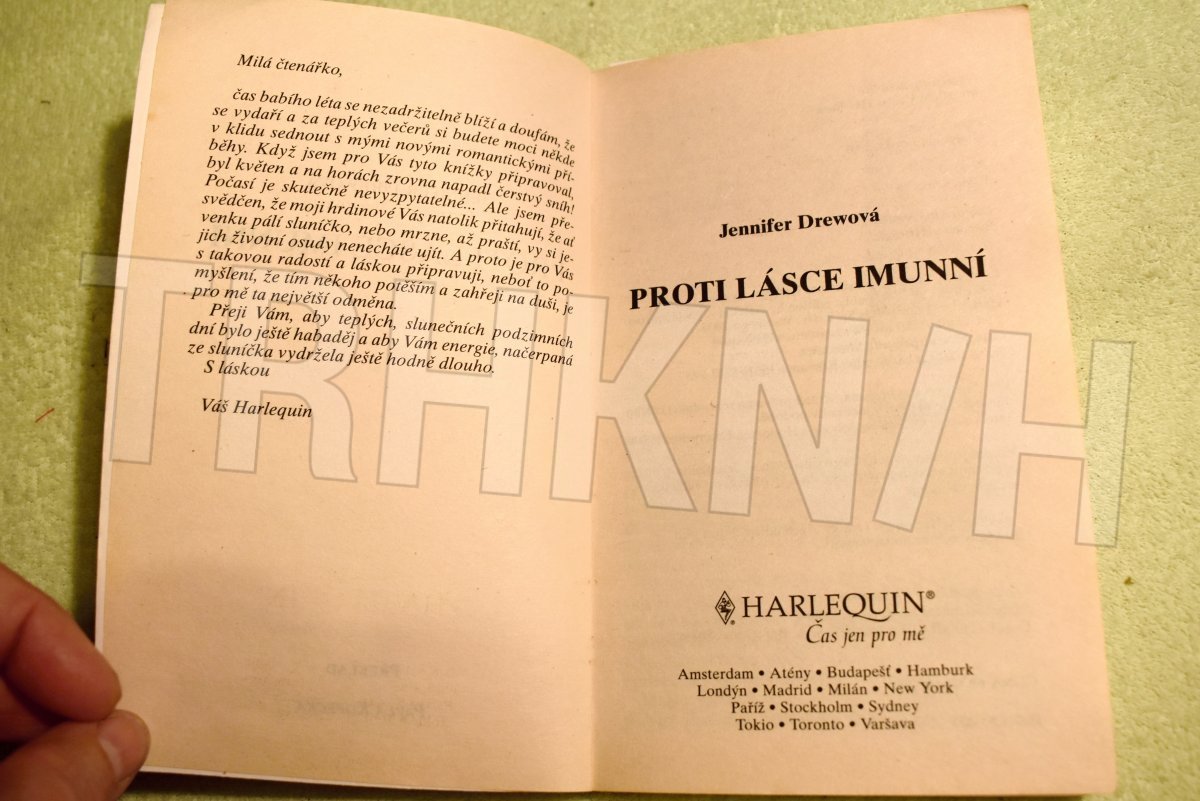 Milá čtenářko,
čas babího léta se nezadržitelně blíží a doufám, že
se vydaří a za teplých večerů si budete moci někde
v klidu sednout s mými novými romantickými pří-
běhy. Když jsem pro Vás tyto knížky připravoval,
byl květen a na horách zrovna napadl čerstvý sníh!
Počasí je skutečně nevyzpytatelné... Ale jsem pře-
svědčen, že moji hrdinové Vás natolik přitahují, že ať
venku pálí sluníčko, nebo mrzne, až praští, vy si je-
jich životní osudy nenecháte ujít. A proto je pro Vás
s takovou radostí a láskou připravuji, neboť to po-
myšlení, že tím někoho potěším a zahřeji na duši, je
pro mě ta největší odměna.
Přeji Vám, aby teplých, slunečních podzimních
dní bylo ještě habaděj a aby Vám energie, načerpaná
ze sluníčka vydržela ještě hodně dlouho.
S láskou
Váš Harlequin
Jennifer Drewová
PROTI LÁSCE IMUNNÍ
HARLEQUIN®
Čas jen pro mě
Amsterdam • Atény • Budapešť • Hamburk
Londýn • Madrid • Milán • New York
Paříž • Stockholm • Sydney
Tokio • Toronto • Varšava
TRHKN/H